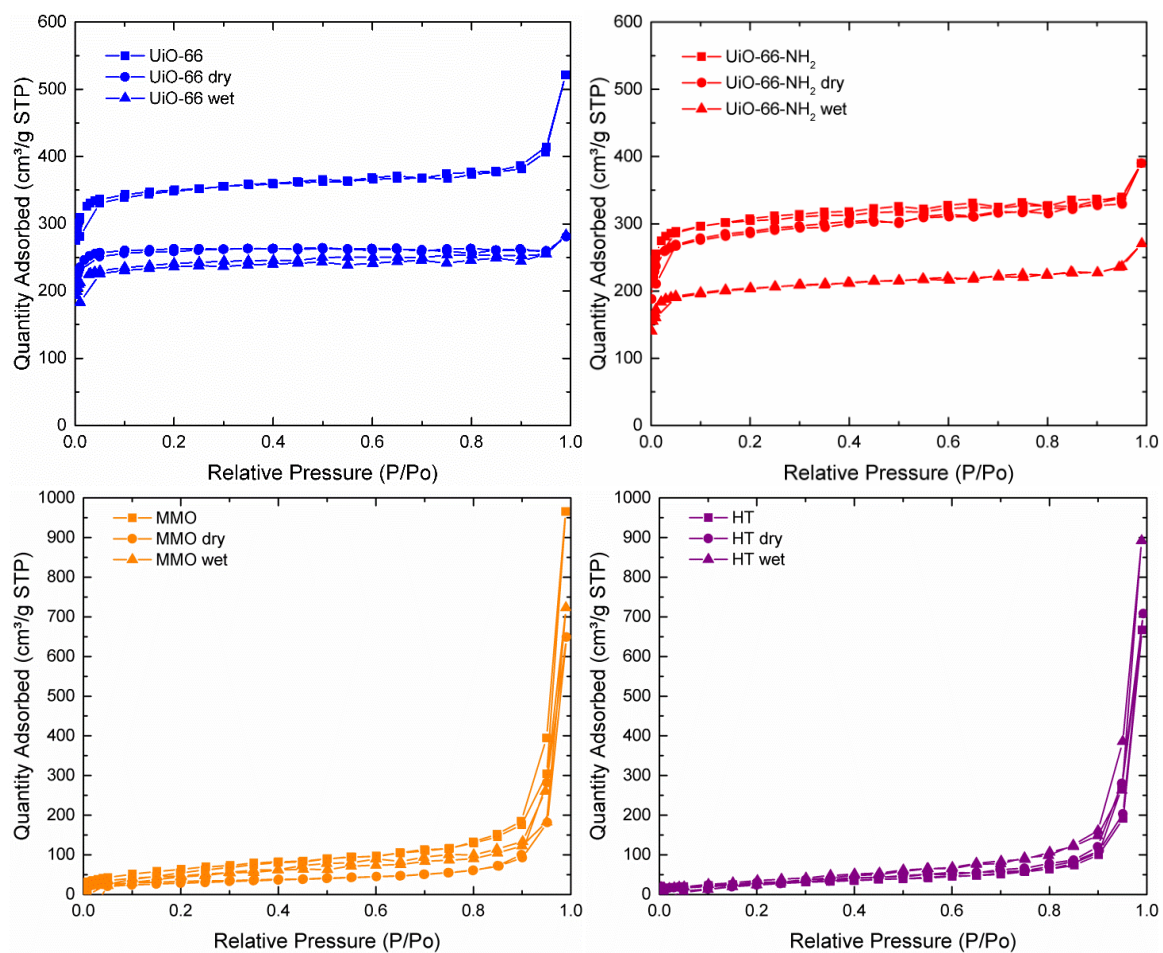 600
500
400
300
200
100
0
Quantity Adsorbed (cm³/g STP)
UiO-66
UiO-66 dry
UiO-66 wet
0.0 0.2 0.4 0.6 0.8 1.0
Relative Pressure (P/Po)
600
500
400
300
200
100
0
Quantity Adsorbed (cm³/g STP)
UiO-66-NH₂
UiO-66-NH₂ dry
UiO-66-NH₂ wet
0.0 0.2 0.4 0.6 0.8 1.0
Relative Pressure (P/Po)
1000
900
800
700
600
500
400
300
200
100
0
Quantity Adsorbed (cm³/g STP)
MMO
MMO dry
MMO wet
0.0 0.2 0.4 0.6 0.8 1.0
Relative Pressure (P/Po)
1000
900
800
700
600
500
400
300
200
100
0
Quantity Adsorbed (cm³/g STP)
HT
HT dry
HT wet
0.0 0.2 0.4 0.6 0.8 1.0
Relative Pressure (P/Po)